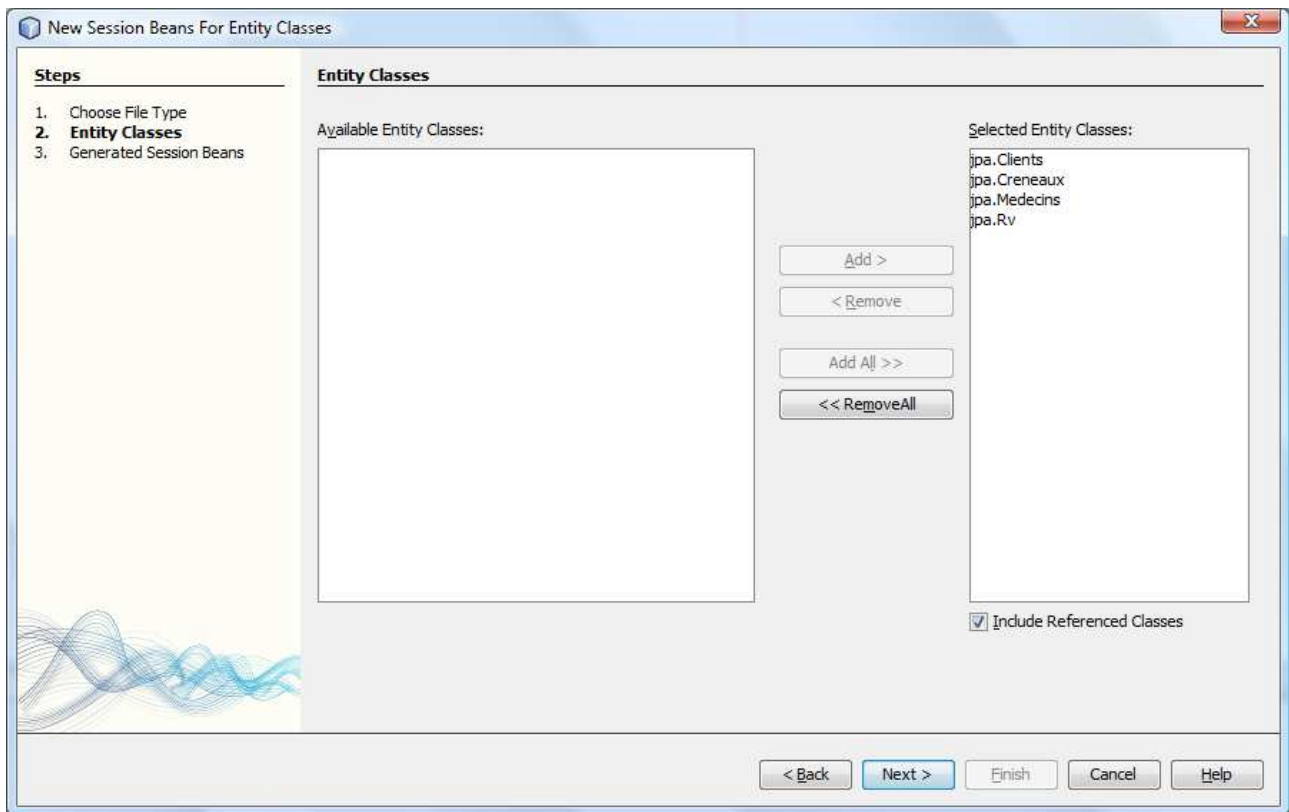 New Session Beans For Entity Classes
Steps
1. Choose File Type
2. Entity Classes
3. Generated Session Beans
Entity Classes
Available Entity Classes:
Selected Entity Classes:
jpa.Clients
jpa.Creneaux
jpa.Medecins
jpa.Rv
Add >
< Remove
Add All >>
<< RemoveAll
Include Referenced Classes
< Back
Next >
Finish
Cancel
Help